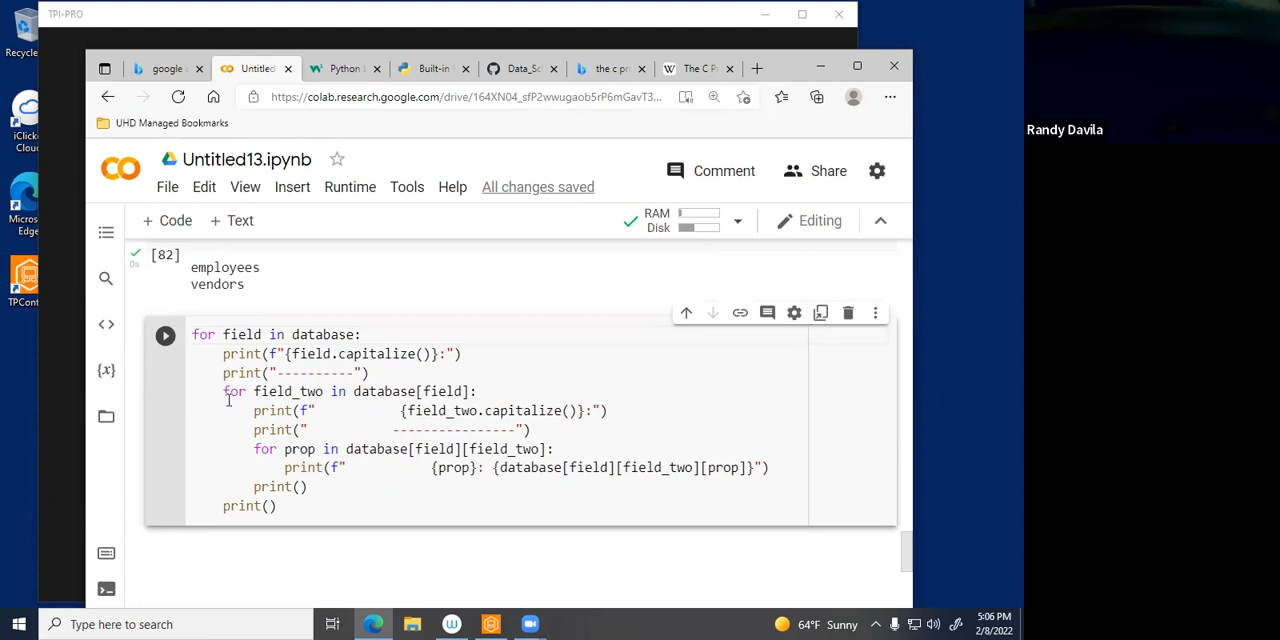 TPI-PRO
Recycle
iClicke
Clou
Micros
Edge
TPCont
google
Untitled
Python
Built-in
Data_Sc
the c pr
The C P
https://colab.research.google.com/drive/164XN04_sfP2wwugaob5rP6mGavT3...
UHD Managed Bookmarks
Untitled13.ipynb
Comment
Share
File Edit View Insert Runtime Tools Help All changes saved
+ Code + Text
RAM
Disk
Editing
[82]
0s
employees
vendors
for field in database:
print(f"{field.capitalize()}:")
print("----------")
for field_two in database[field]:
print(f" {field_two.capitalize()}:")
print(" ----------------")
for prop in database[field][field_two]:
print(f" {prop}: {database[field][field_two][prop]}")
print()
print()
Type here to search
64°F Sunny
5:06 PM
2/8/2022
Randy Davila